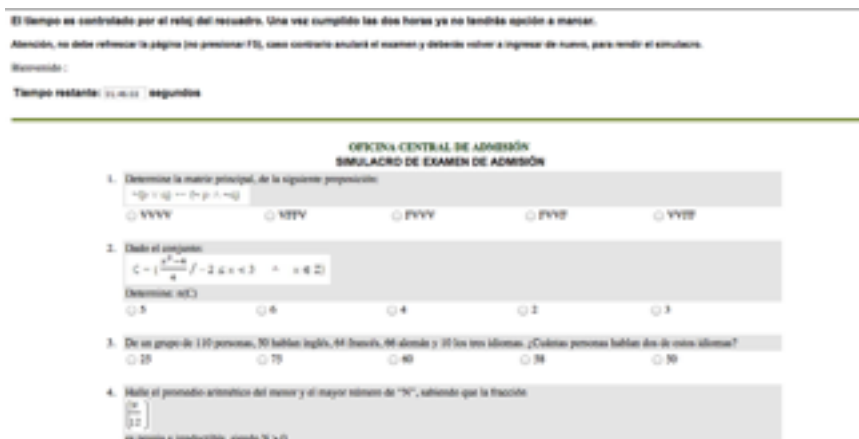 El tiempo es controlado por el reloj del recuadro. Una vez cumplido las dos horas ya no tendrás opción a marcar.
Atención, no debe refrescar la página (no presionar F5), caso contrario anulará el examen y deberás volver a ingresar de nuevo, para rendir el simulacro.
Bienvenido :
Tiempo restante: segundos
OFICINA CENTRAL DE ADMISIÓN
SIMULACRO DE EXAMEN DE ADMISIÓN
1. Determine la matriz principal, de la siguiente proposición:
VVVV VFFV FVVV FVVF VVFF
2. Dado el conjunto:
Determine: n(C)
5 6 4 2 3
3. De un grupo de 110 personas, 50 hablan inglés, 64 francés, 66 alemán y 10 los tres idiomas. ¿Cuántas personas hablan dos de estos idiomas?
25 75 60 50
4. Halle el promedio aritmético del menor y el mayor número de "N", sabiendo que la fracción
N
12
es propia e irreductible, siendo N > 0